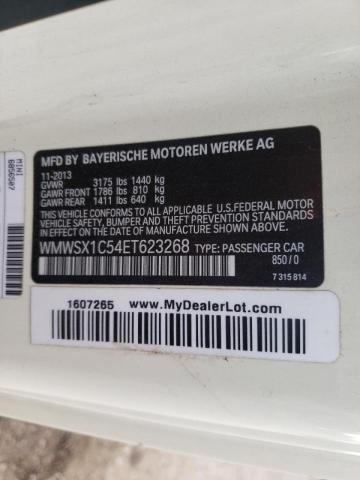 MFD BY BAYERISCHE MOTOREN WERKE AG
11-2013
GVWR 3175 lbs 1440 kg
GAWR FRONT 1786 lbs 810 kg
GAWR REAR 1411 lbs 640 kg
THIS VEHICLE CONFORMS TO ALL APPLICABLE U.S.FEDERAL MOTOR
VEHICLE SAFETY, BUMPER AND THEFT PREVENTION STANDARDS
IN EFFECT ON THE DATE OF MANUFACTURE SHOWN ABOVE.
WMWSX1C54ET623268 TYPE: PASSENGER CAR
850/0
7 315 814
MINI
6056507
1607265
www.MyDealerLot.com